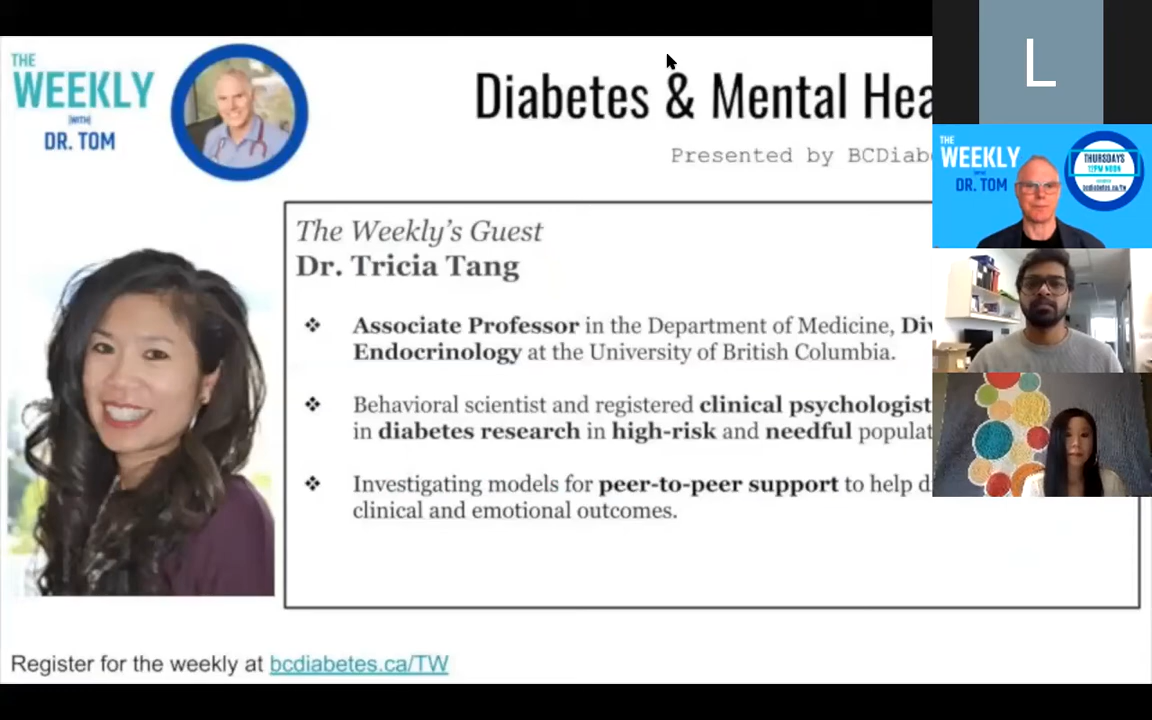 THE
WEEKLY
WITH
DR. TOM
Diabetes & Mental Hea
Presented by BCDiab
The Weekly's Guest
Dr. Tricia Tang
❖ Associate Professor in the Department of Medicine, Div
Endocrinology at the University of British Columbia.
❖ Behavioral scientist and registered clinical psychologist
in diabetes research in high-risk and needful populat
❖ Investigating models for peer-to-peer support to help d
clinical and emotional outcomes.
Register for the weekly at bcdiabetes.ca/TW
L
THE
WEEKLY
DR. TOM
THURSDAYS
12PM NOON
bcdiabetes.ca/tw